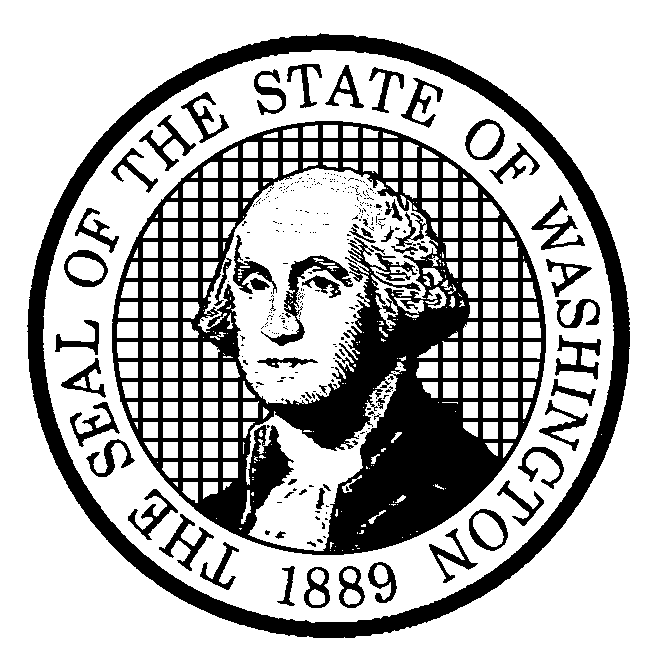 THE SEAL OF THE STATE OF WASHINGTON
1889